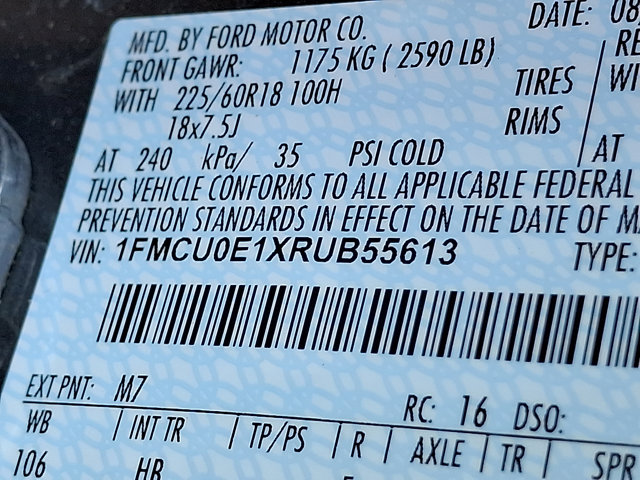 DATE: 08
MFD. BY FORD MOTOR CO.
FRONT GAWR: 1175 KG ( 2590 LB)
WITH 225/60R18 100H TIRES
18x7.5J RIMS
AT 240 kPa/ 35 PSI COLD
AT
THIS VEHICLE CONFORMS TO ALL APPLICABLE FEDERAL
PREVENTION STANDARDS IN EFFECT ON THE DATE OF
VIN: 1FMCU0E1XRUB55613 TYPE:
EXT PNT: M7
RC: 16 DSO:
WB INT TR TP/PS R AXLE TR SPR
106 HB